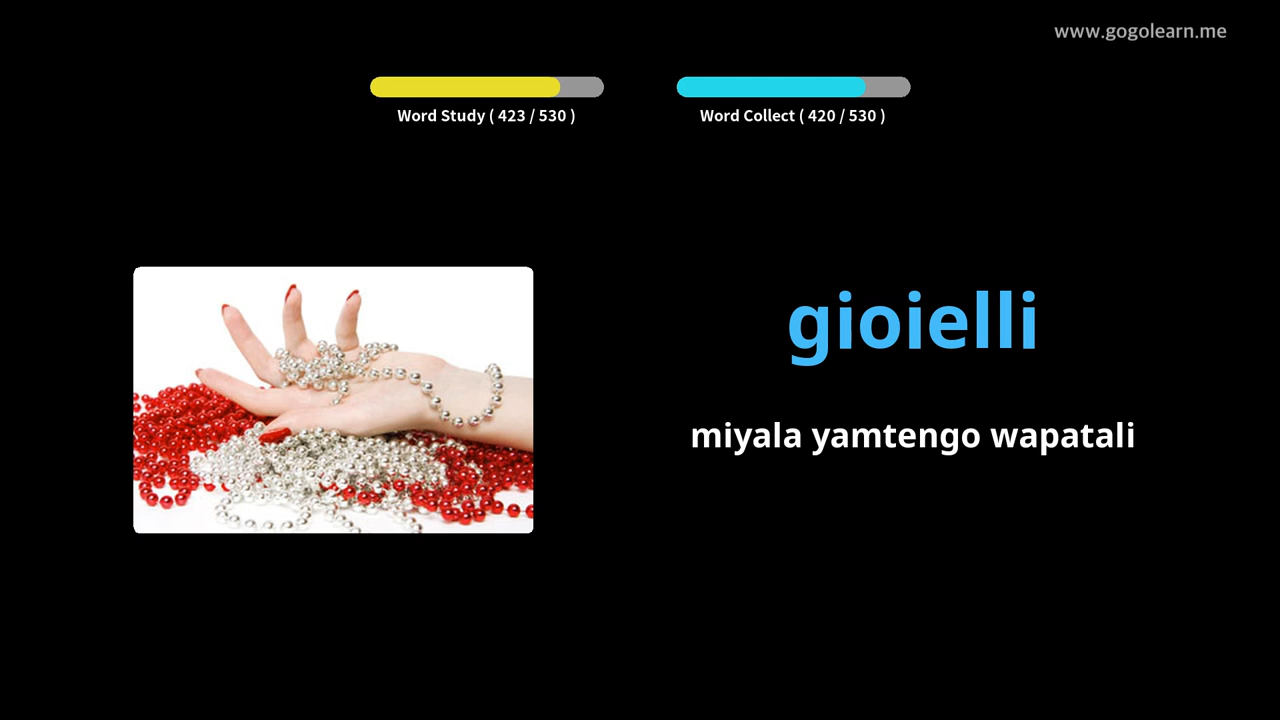 www.gogolearn.me
Word Study ( 423 / 530 )
Word Collect ( 420 / 530 )
gioielli
miyala yamtengo wapatali